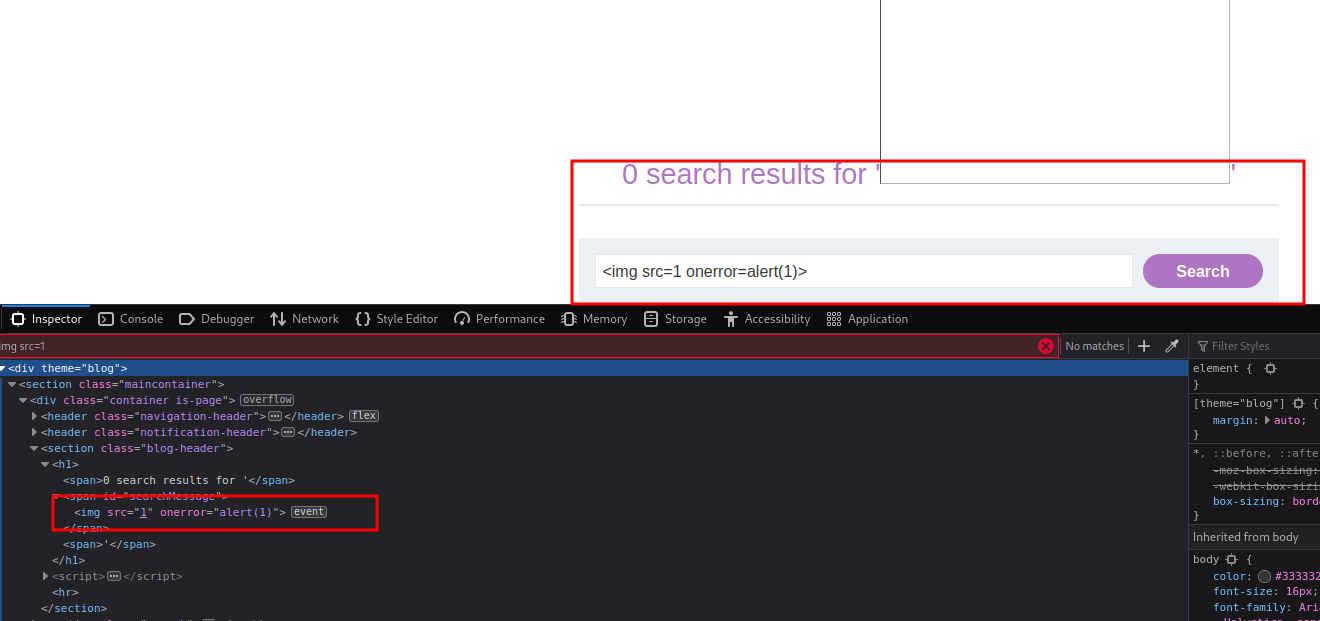 0 search results for ' '
<img src=1 onerror=alert(1)>
Search
Inspector Console Debugger Network Style Editor Performance Memory Storage Accessibility Application
mg src=1
No matches
Filter Styles
<div theme="blog">
<section class="maincontainer">
<div class="container is-page"> overflow
<header class="navigation-header"> ••• </header> flex
<header class="notification-header"> ••• </header>
<section class="blog-header">
<h1>
<span>0 search results for '</span>
<span id="searchMessage">
<img src="1" onerror="alert(1)"> event
</span>
<span>'</span>
</h1>
<script> ••• </script>
<hr>
</section>
element {
}
[theme="blog"] {
margin: auto;
}
*, ::before, ::afte
-moz-box-sizing:
-webkit-box-sizi
box-sizing: bord
}
Inherited from body
body {
color: #333332
font-size: 16px;
font-family: Aria